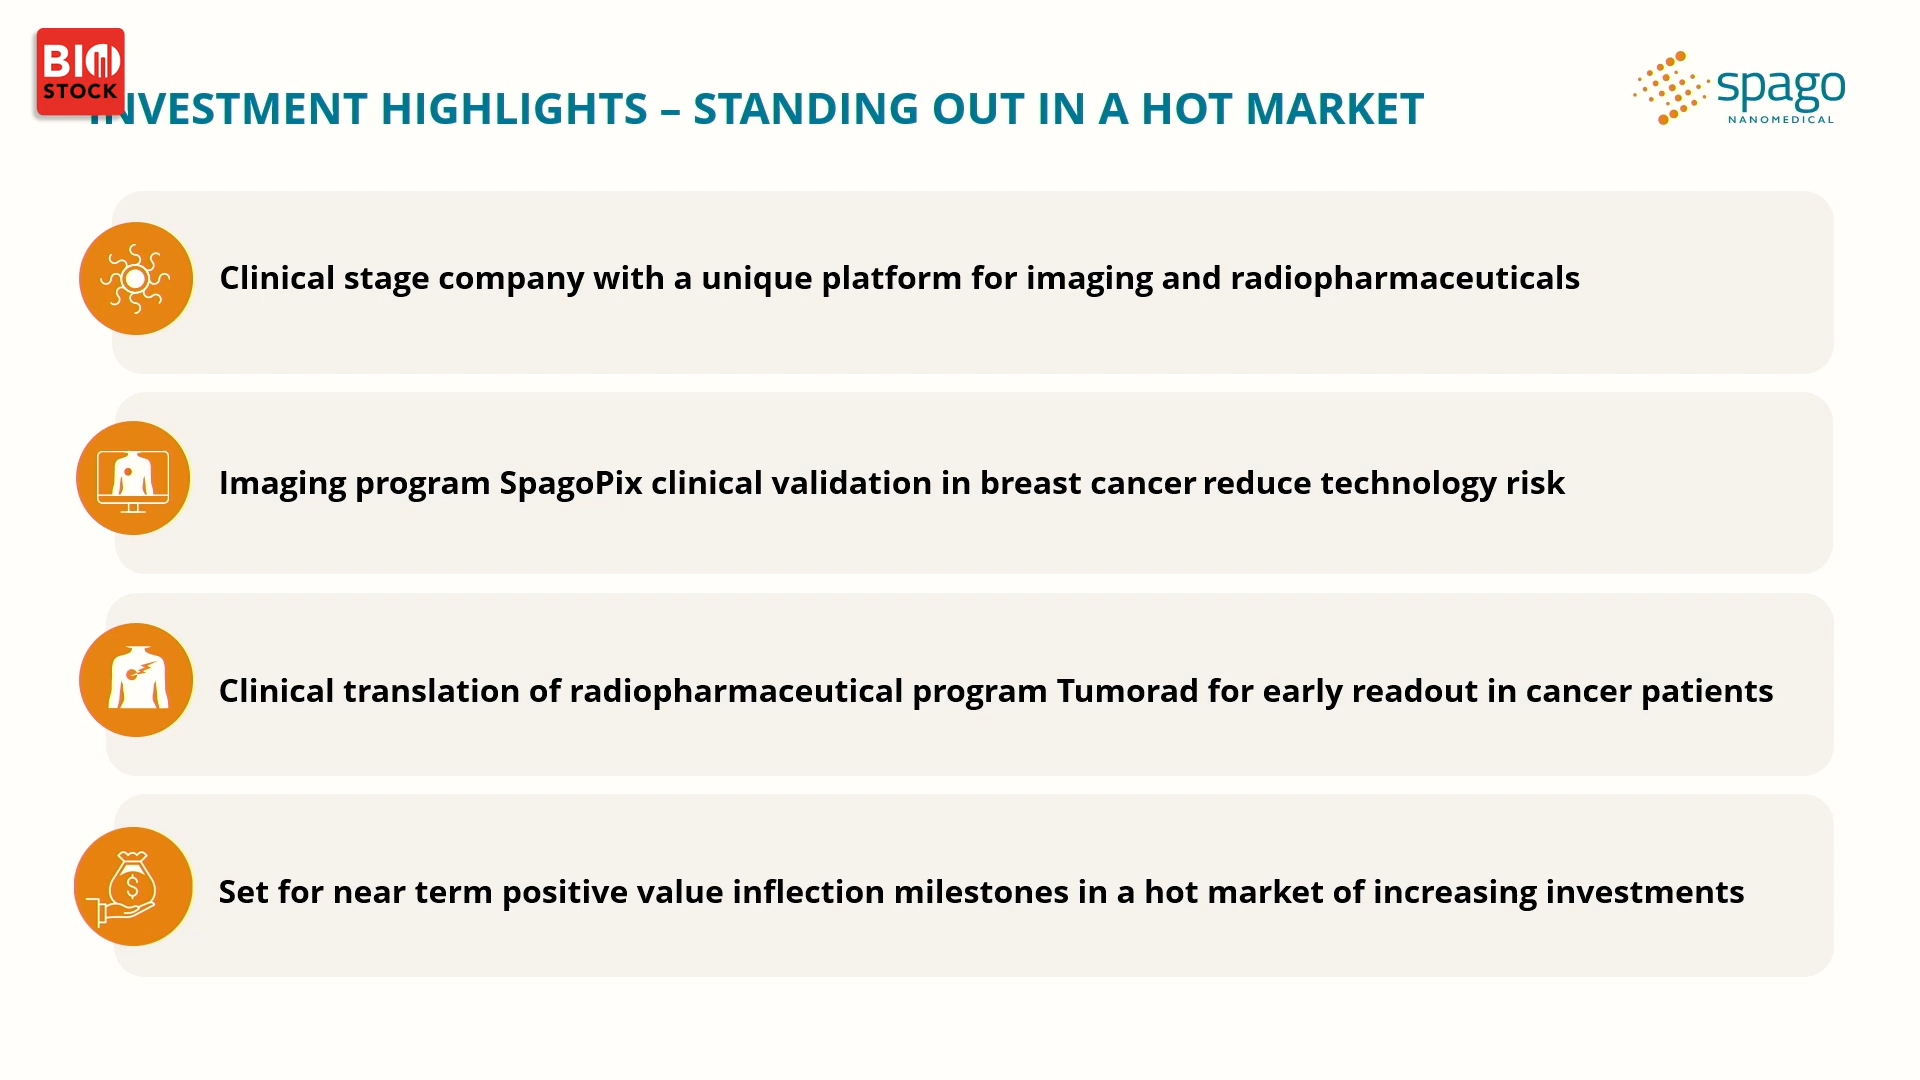 BIO
STOCK
INVESTMENT HIGHLIGHTS – STANDING OUT IN A HOT MARKET
spago
NANOMEDICAL
Clinical stage company with a unique platform for imaging and radiopharmaceuticals
Imaging program SpagoPix clinical validation in breast cancer reduce technology risk
Clinical translation of radiopharmaceutical program Tumorad for early readout in cancer patients
$
Set for near term positive value inflection milestones in a hot market of increasing investments